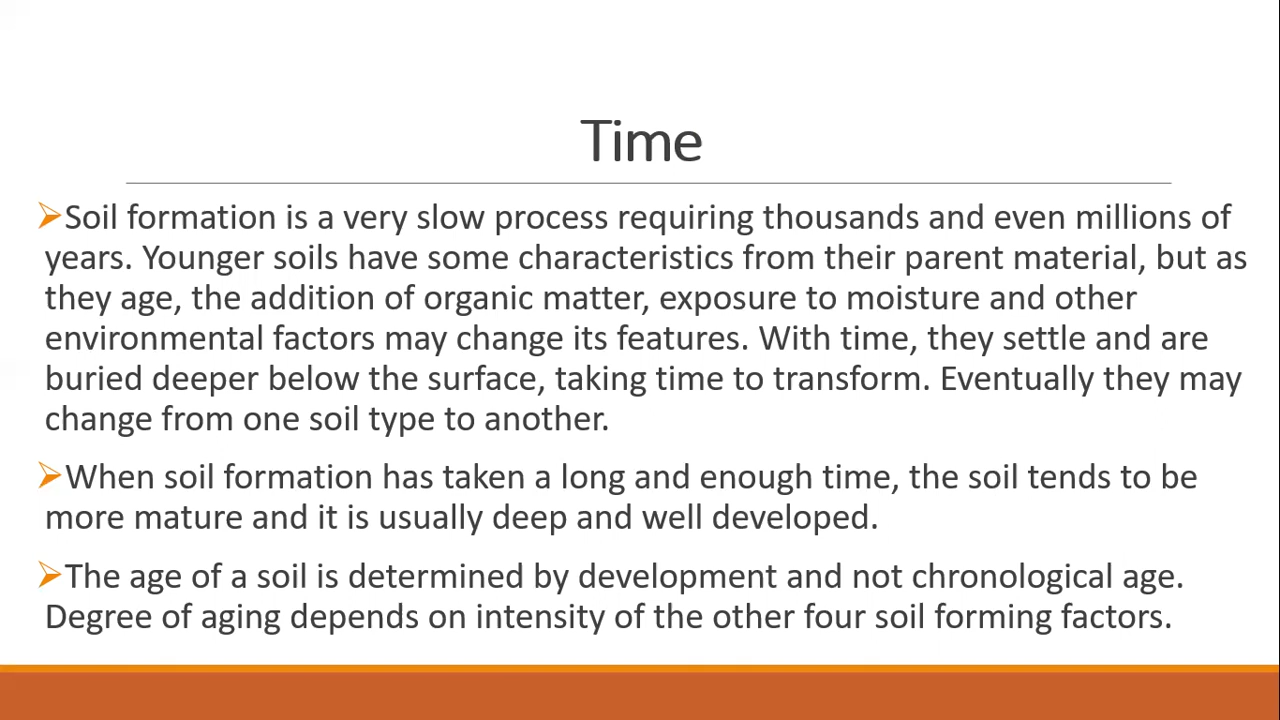 Time
➢Soil formation is a very slow process requiring thousands and even millions of
years. Younger soils have some characteristics from their parent material, but as
they age, the addition of organic matter, exposure to moisture and other
environmental factors may change its features. With time, they settle and are
buried deeper below the surface, taking time to transform. Eventually they may
change from one soil type to another.
➢When soil formation has taken a long and enough time, the soil tends to be
more mature and it is usually deep and well developed.
➢The age of a soil is determined by development and not chronological age.
Degree of aging depends on intensity of the other four soil forming factors.